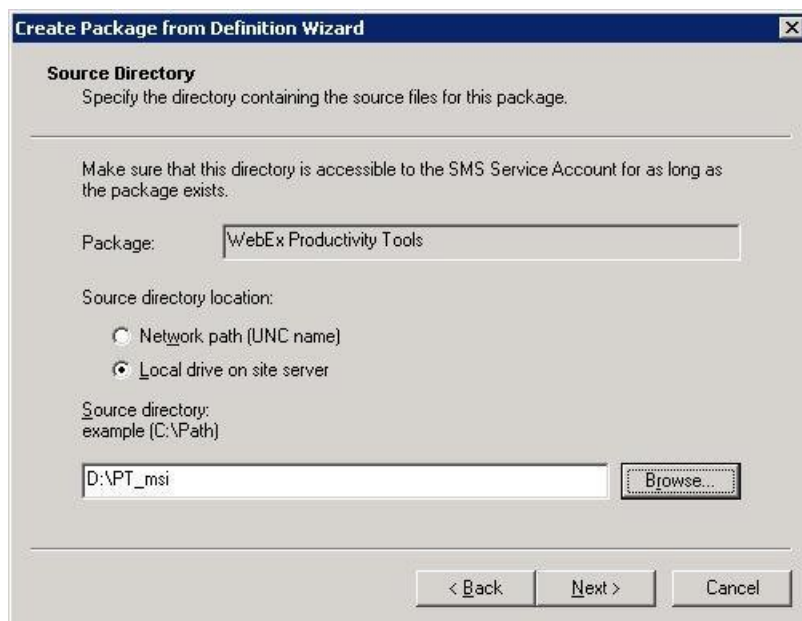 Create Package from Definition Wizard
Source Directory
Specify the directory containing the source files for this package.
Make sure that this directory is accessible to the SMS Service Account for as long as
the package exists.
Package:
WebEx Productivity Tools
Source directory location:
Network path (UNC name)
Local drive on site server
Source directory:
example (C:\Path)
D:\PT_msi
Browse...
< Back
Next >
Cancel